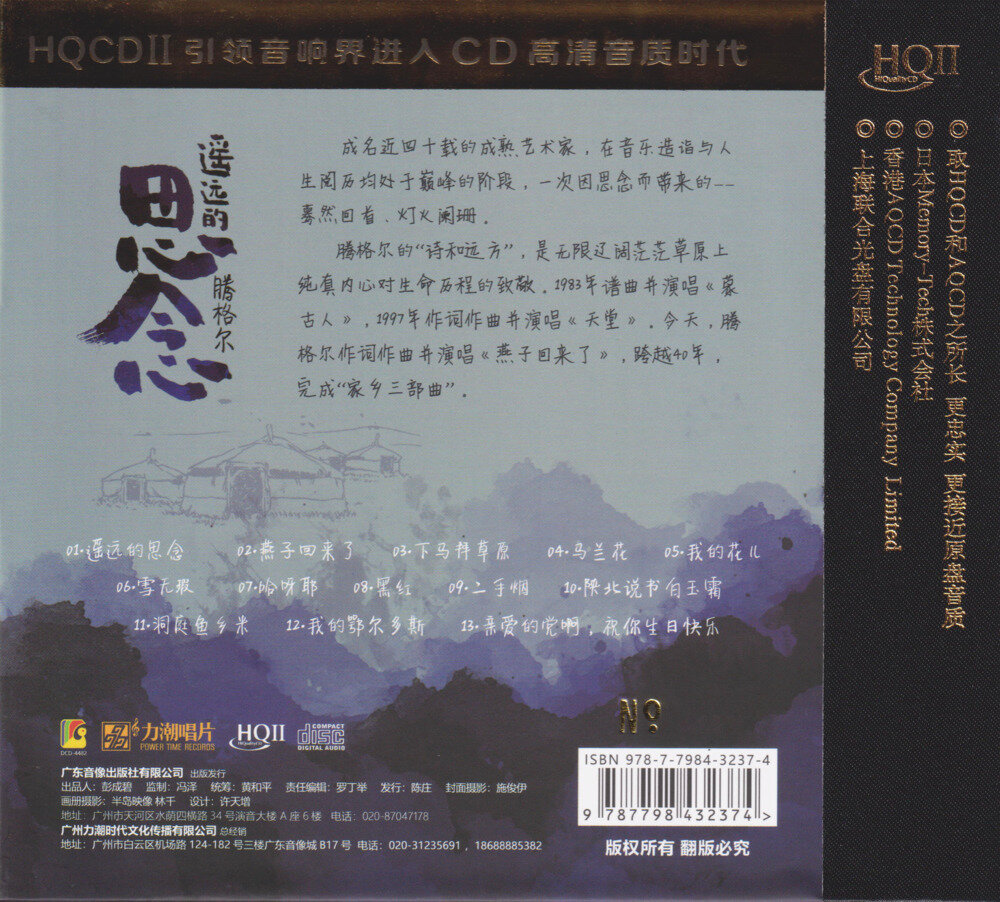 HQCDII 引领音响界进入 CD 高清音质时代
遥远的
思念
腾格尔
成名近四十载的成熟艺术家，在音乐造诣与人
生阅历均处于巅峰的阶段，一次因思念而带来的--
蓦然回首、灯火阑珊。
腾格尔的“诗和远方”，是无限辽阔茫茫草原上
纯真内心对生命历程的致敬。1983年谱曲并演唱《蒙
古人》，1997年作词作曲并演唱《天堂》。今天，腾
格尔作词作曲并演唱《燕子回来了》，跨越40年，
完成“家乡三部曲”。
01·遥远的思念 02·燕子回来了 03·下马拜草原 04·乌兰花 05·我的花儿
06·雪无瑕 07·哈呀耶 08·黑红 09·二手烟 10·陕北说书白玉霜
11·洞庭鱼乡米 12·我的鄂尔多斯 13·亲爱的党啊，祝你生日快乐
DCD-4402
力潮唱片
POWER TIME RECORDS
HQII
HiQualityCD
COMPACT
disc
DIGITAL AUDIO
广东音像出版社有限公司 出版发行
出品人：彭成碧 监制：冯泽 统筹：黄和平 责任编辑：罗丁举 发行：陈庄 封面摄影：施俊伊
画册摄影：半岛映像 林千 设计：许天增
地址：广州市天河区水荫四横路 34 号演音大楼 A 座 6 楼 电话：020-87047178
广州力潮时代文化传播有限公司 总经销
地址：广州市白云区机场路 124-182 号三楼广东音像城 B17 号 电话：020-31235691，18688885382
Nº
ISBN 978-7-7984-3237-4
9 787798 432374 >
版权所有 翻版必究
HQII
HiQualityCD
◎ 取HQCD和AQCD之所长 更忠实 更接近原盘音质
◎ 日本Memory-Tech株式会社
◎ 香港AQCD Technology Company Limited
◎ 上海联合光盘有限公司